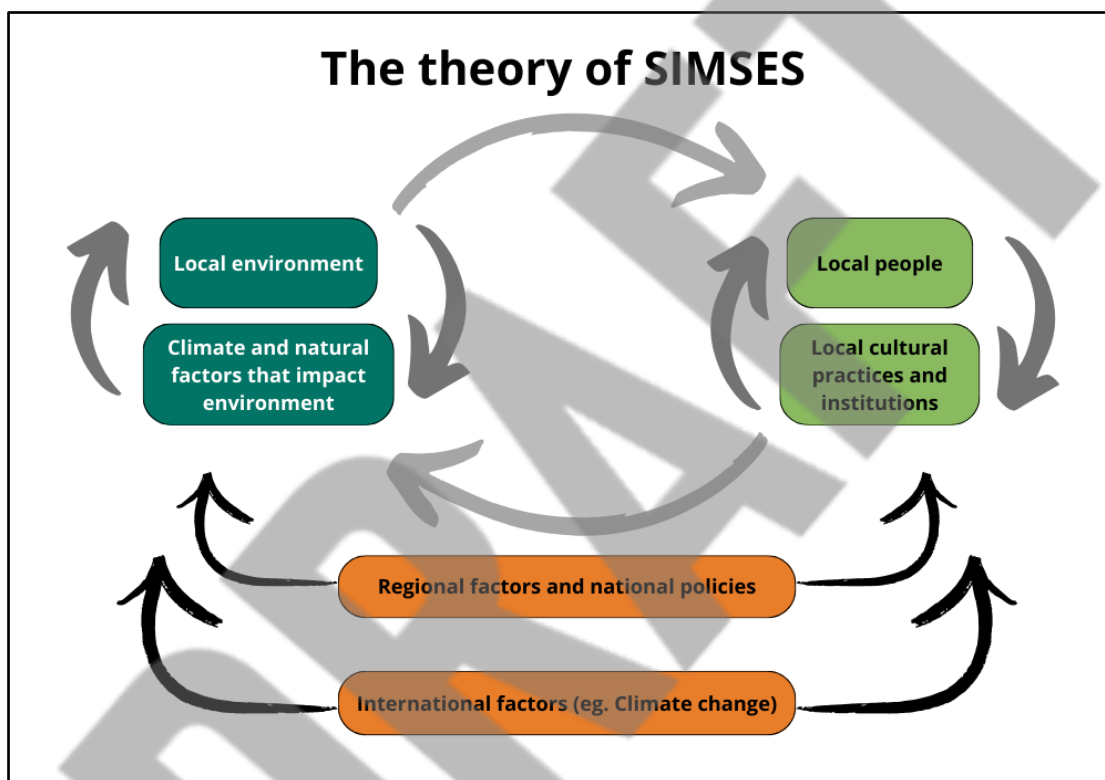 The theory of SIMSES
Local environment
Climate and natural
factors that impact
environment
Local people
Local cultural
practices and
institutions
Regional factors and national policies
International factors (eg. Climate change)
DRAFT